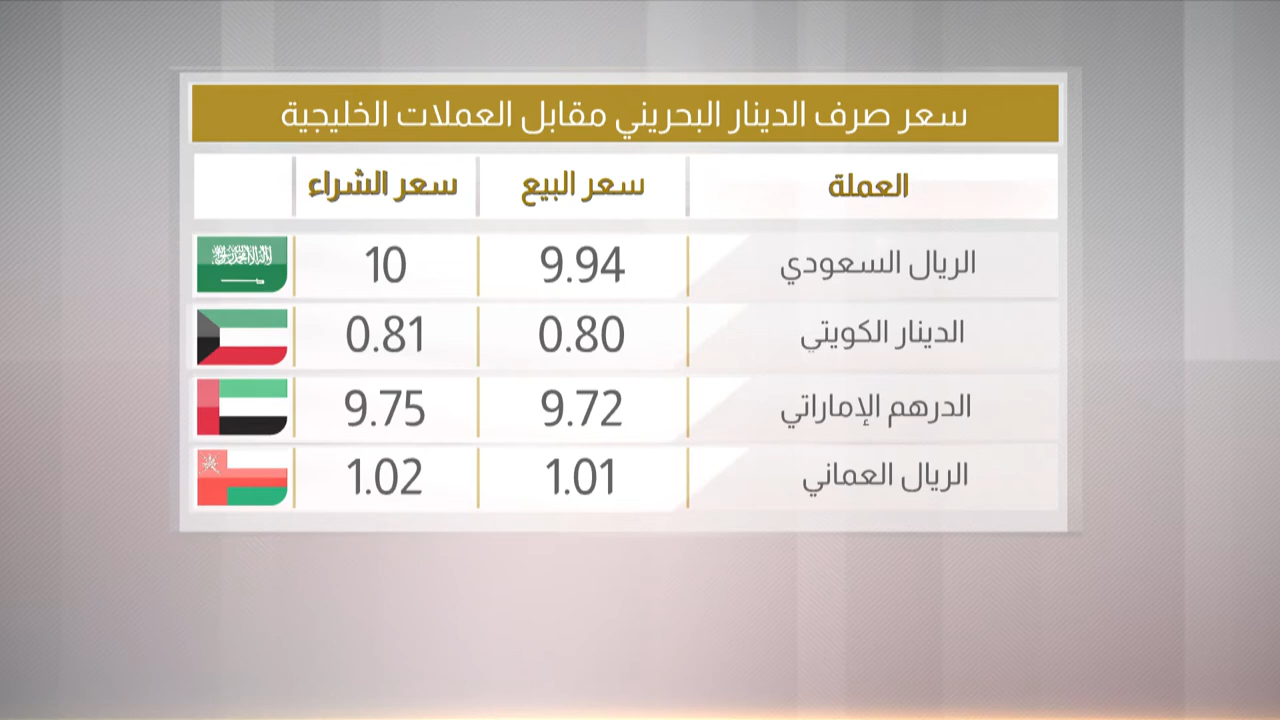 سعر صرف الدينار البحريني مقابل العملات الخليجية
العملة سعر البيع سعر الشراء
الريال السعودي 9.94 10
الدينار الكويتي 0.80 0.81
الدرهم الإماراتي 9.72 9.75
الريال العماني 1.01 1.02